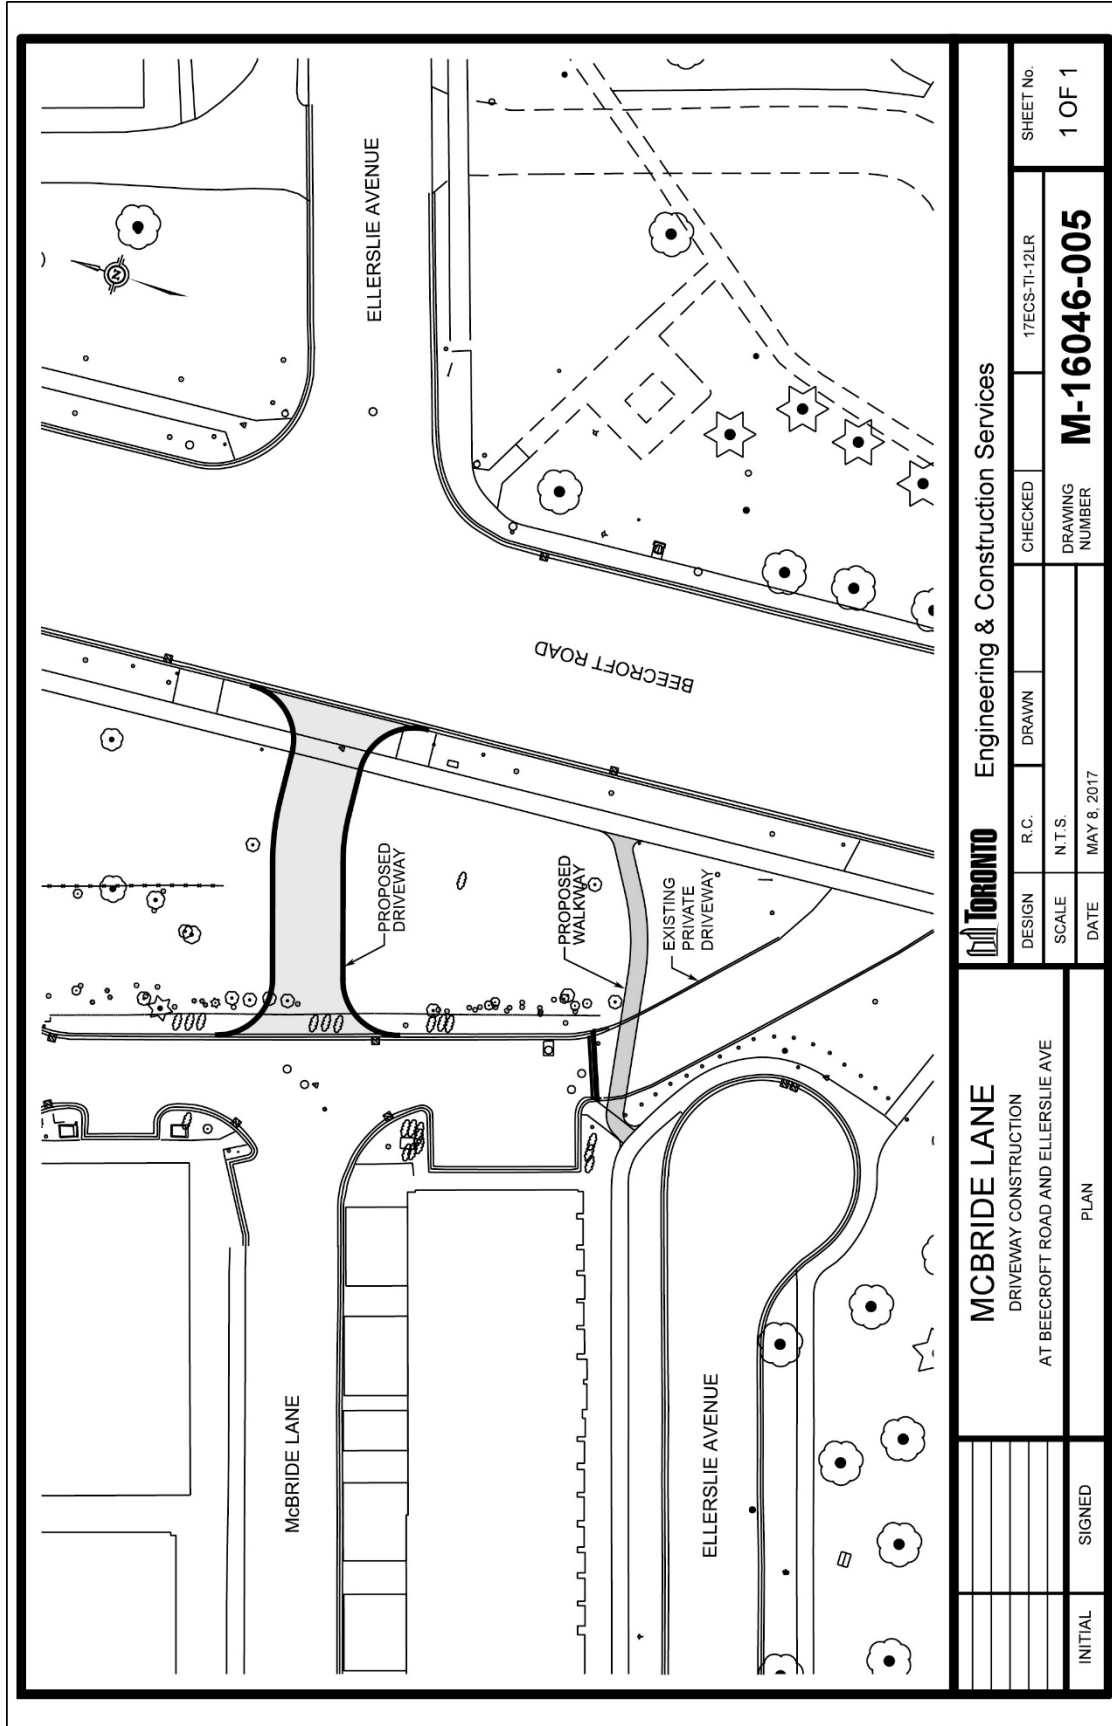 ELLERSLIE AVENUE
N
BEECROFT ROAD
PROPOSED
DRIVEWAY
PROPOSED
WALKWAY
EXISTING
PRIVATE
DRIVEWAY
McBRIDE LANE
ELLERSLIE AVENUE
INITIAL
SIGNED
MCBRIDE LANE
DRIVEWAY CONSTRUCTION
AT BEECROFT ROAD AND ELLERSLIE AVE
PLAN
TORONTO
Engineering & Construction Services
DESIGN
R.C.
DRAWN
CHECKED
17ECS-TI-12LR
SHEET No.
1 OF 1
SCALE
N.T.S.
DRAWING
NUMBER
M-16046-005
DATE
MAY 8, 2017